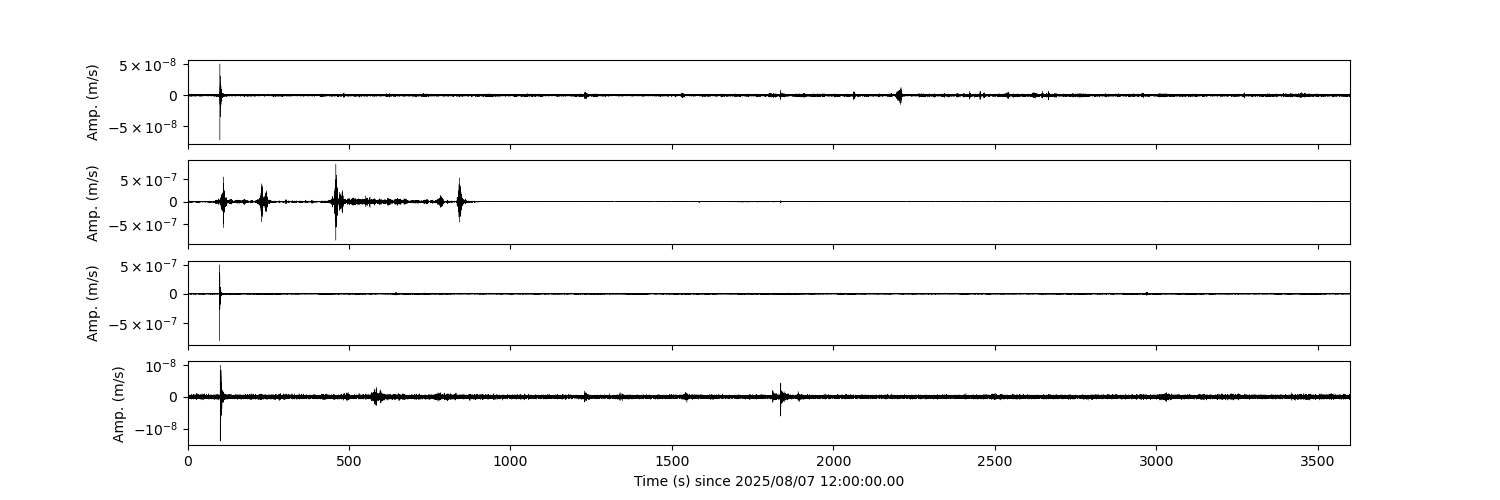 Amp. (m/s)
5 × 10⁻⁸
0
−5 × 10⁻⁸
Amp. (m/s)
5 × 10⁻⁷
0
−5 × 10⁻⁷
Amp. (m/s)
5 × 10⁻⁷
0
−5 × 10⁻⁷
Amp. (m/s)
10⁻⁸
0
−10⁻⁸
0 500 1000 1500 2000 2500 3000 3500
Time (s) since 2025/08/07 12:00:00.00